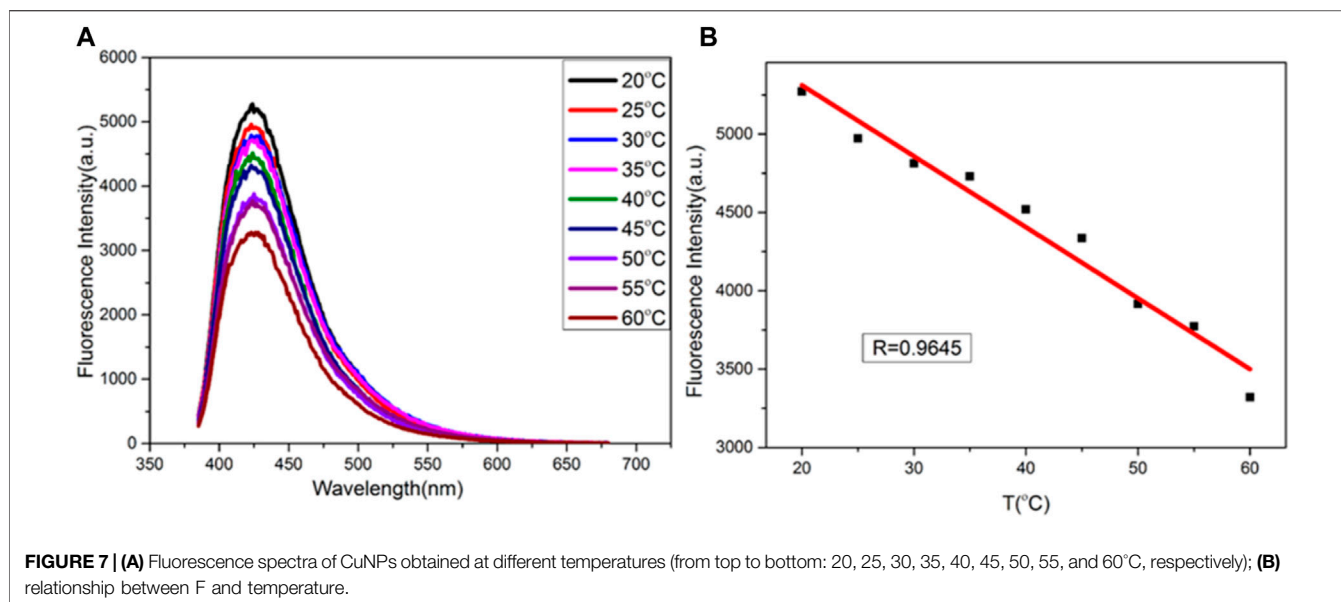 A
Fluorescence Intensity(a.u.)
6000
5000
4000
3000
2000
1000
0
350 400 450 500 550 600 650 700
Wavelength(nm)
20°C
25°C
30°C
35°C
40°C
45°C
50°C
55°C
60°C
B
Fluorescence Intensity(a.u.)
5000
4500
4000
3500
3000
R=0.9645
20 30 40 50 60
T(°C)
FIGURE 7 | (A) Fluorescence spectra of CuNPs obtained at different temperatures (from top to bottom: 20, 25, 30, 35, 40, 45, 50, 55, and 60°C, respectively); (B)
relationship between F and temperature.